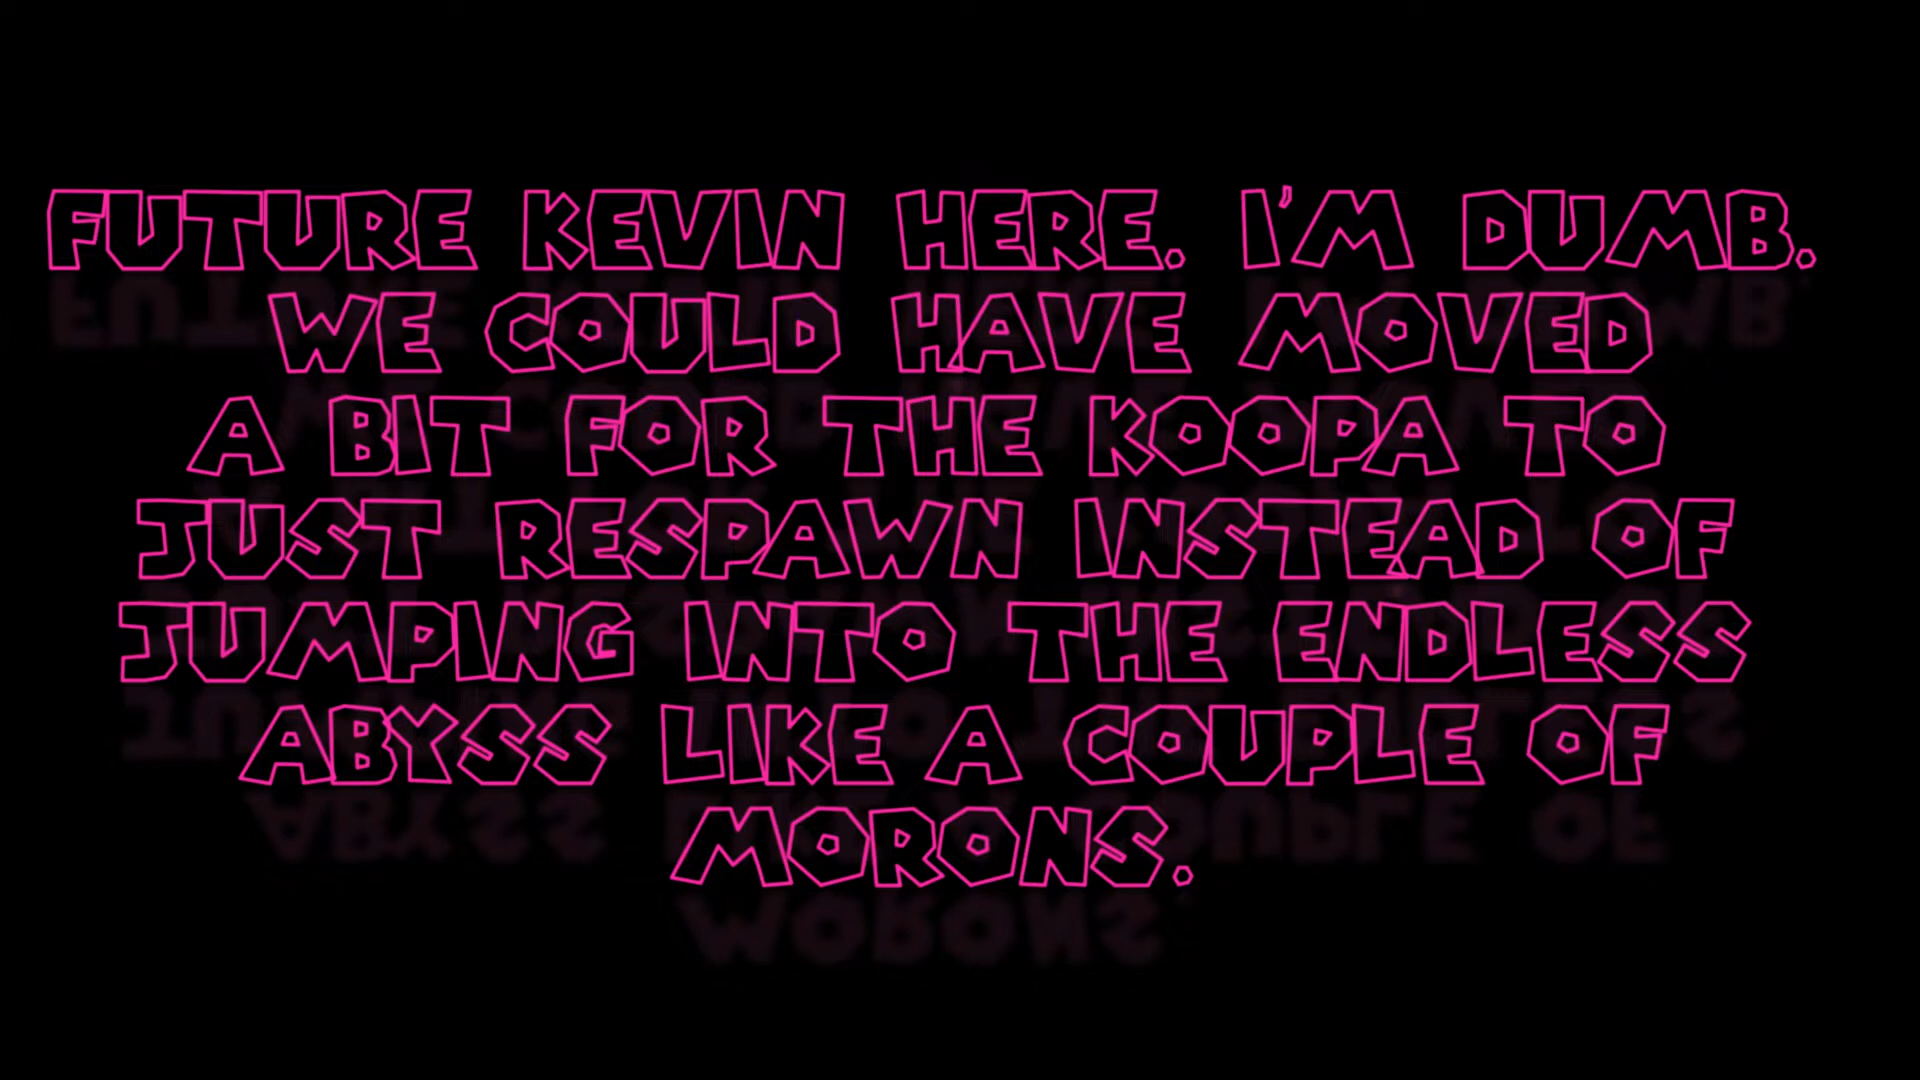 FUTURE KEVIN HERE. I'M DUMB.
WE COULD HAVE MOVED
A BIT FOR THE KOOPA TO
JUST RESPAWN INSTEAD OF
JUMPING INTO THE ENDLESS
ABYSS LIKE A COUPLE OF
MORONS.